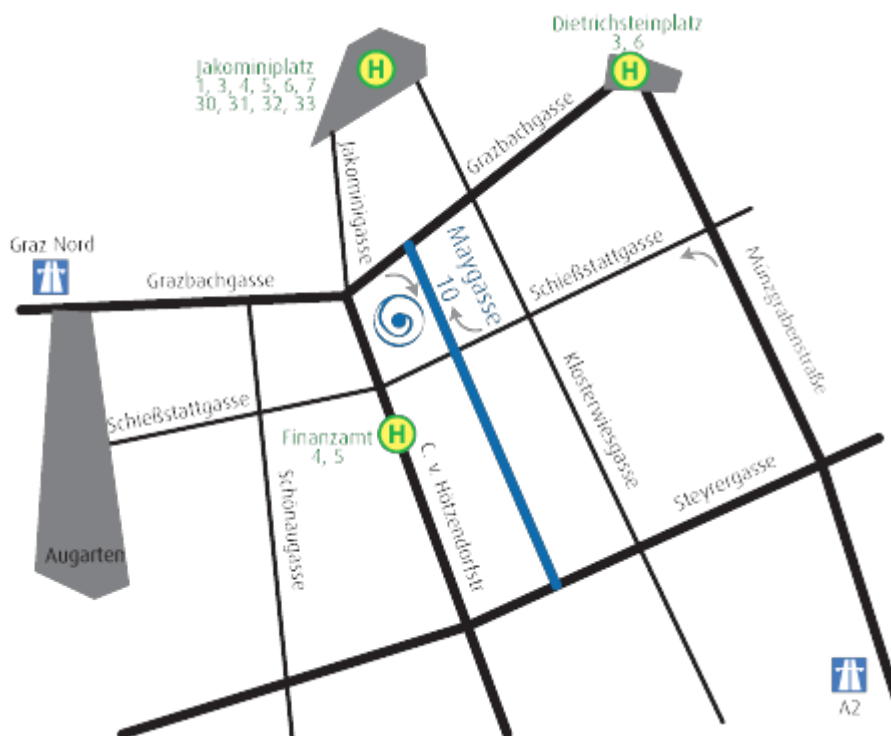 Dietrichsteinplatz
3, 6
Jakominiplatz
1, 3, 4, 5, 6, 7
30, 31, 32, 33
H
H
Grazbachgasse
Jakominigasse
Graz Nord
Grazbachgasse
Maygasse
10
Schießstattgasse
Münzgrabenstraße
Schießstattgasse
Klosterwiesgasse
Finanzamt
4, 5
H
C. v. Hötzendorfstr
Schönaugasse
Steyrergasse
Augarten
A2